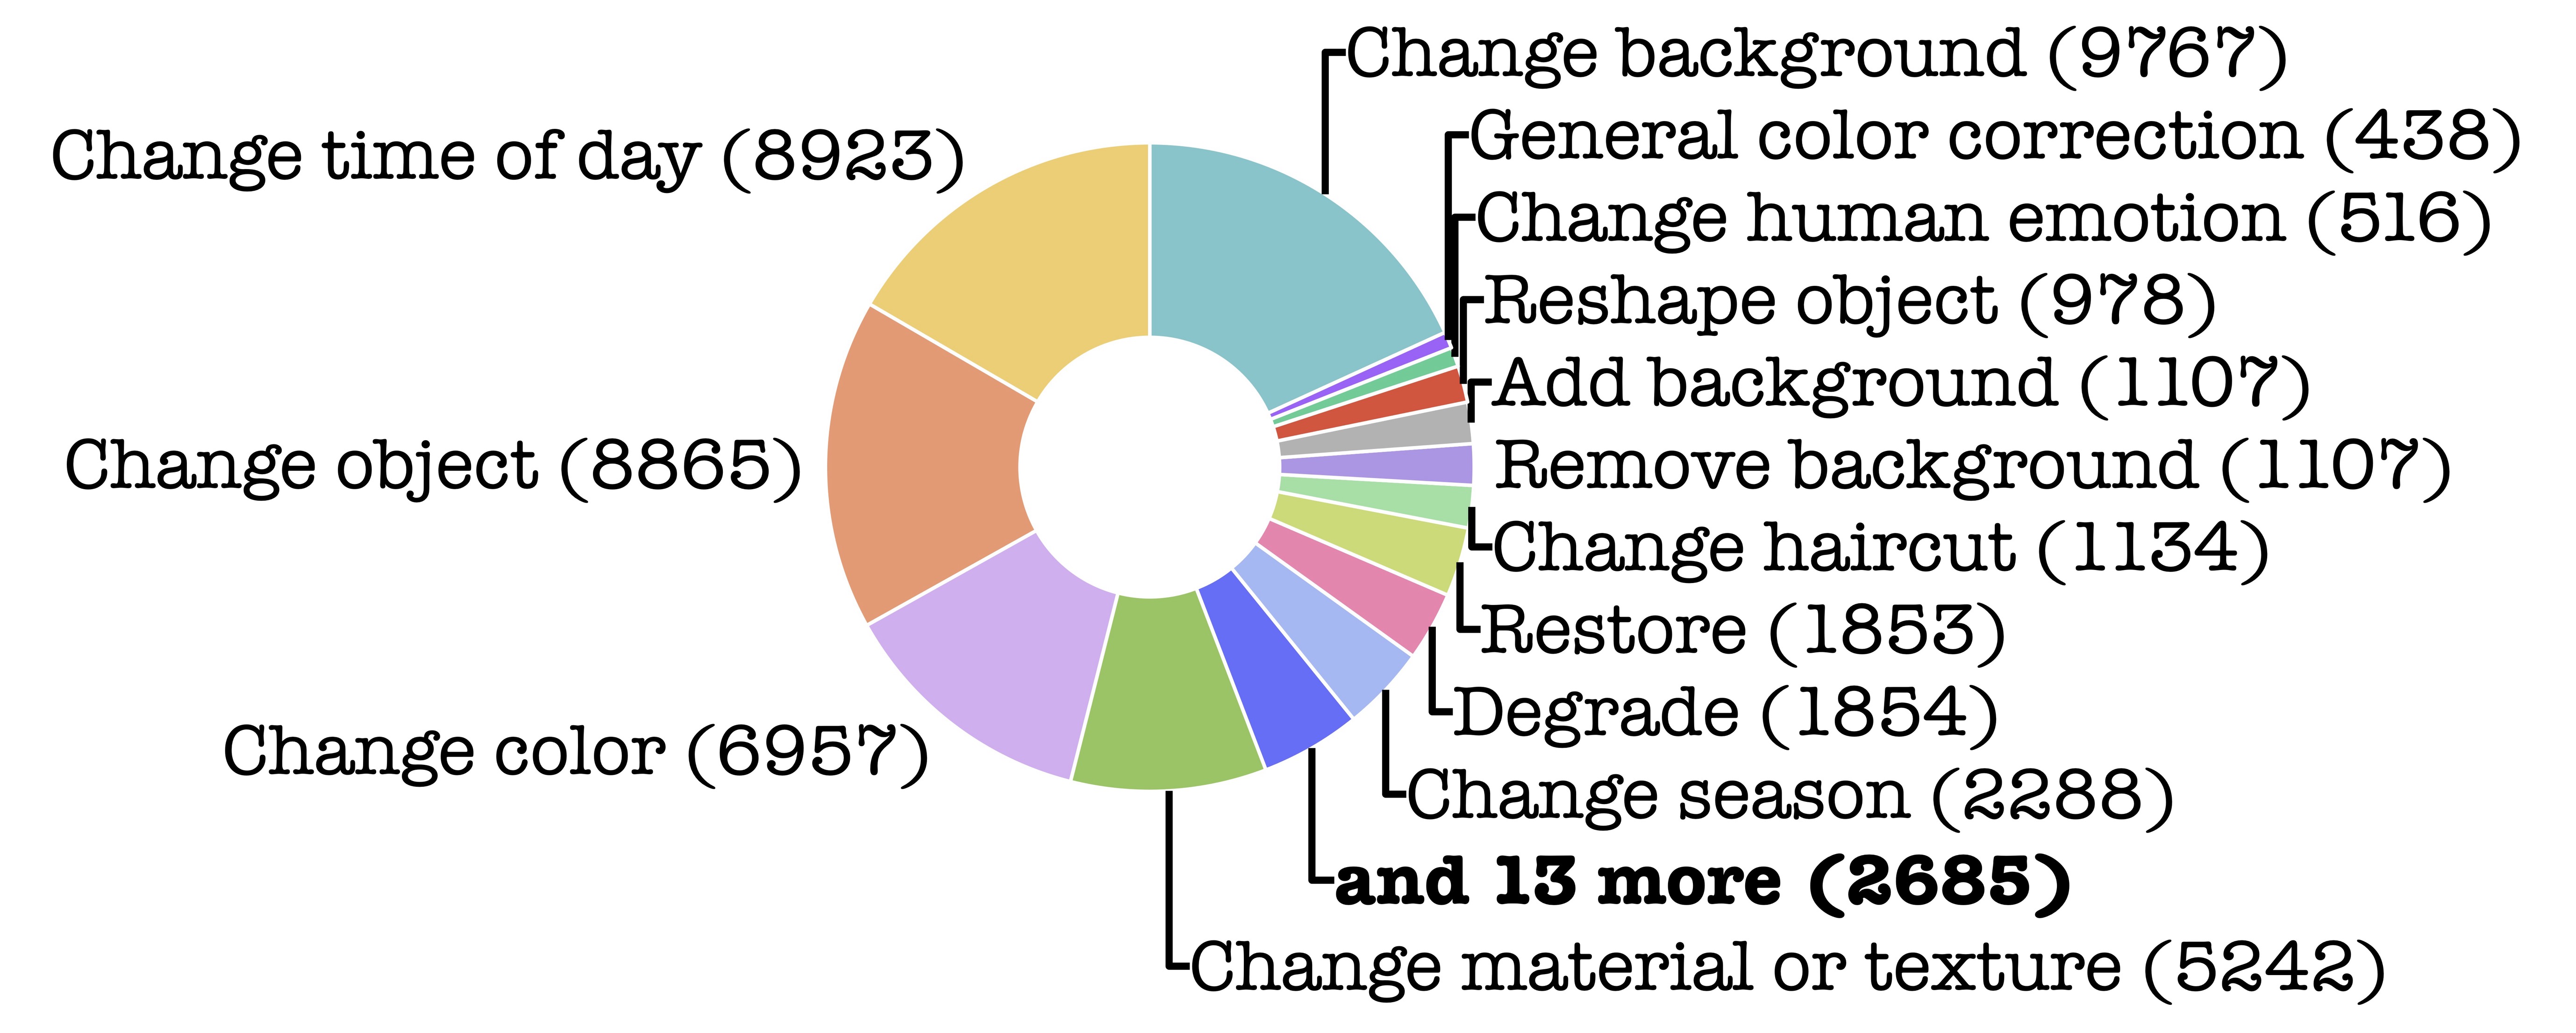 Change background (9767)
General color correction (438)
Change time of day (8923)
Change human emotion (516)
Reshape object (978)
Add background (1107)
Change object (8865)
Remove background (1107)
Change haircut (1134)
Restore (1853)
Degrade (1854)
Change color (6957)
Change season (2288)
and 13 more (2685)
Change material or texture (5242)